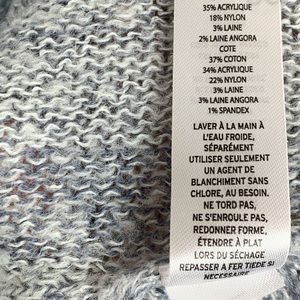 35% ACRYLIQUE
18% NYLON
3% LAINE
2% LAINE ANGORA
COTE
37% COTON
34% ACRYLIQUE
22% NYLON
3% LAINE
3% LAINE ANGORA
1% SPANDEX
LAVER À LA MAIN À
L'EAU FROIDE,
SÉPARÉMENT
UTILISER SEULEMENT
UN AGENT DE
BLANCHIMENT SANS
CHLORE, AU BESOIN.
NE TORD PAS,
NE S'ENROULE PAS,
REDONNER FORME,
ÉTENDRE À PLAT
LORS DU SÉCHAGE
REPASSER A FER TIEDE SI
NECESSAIRE